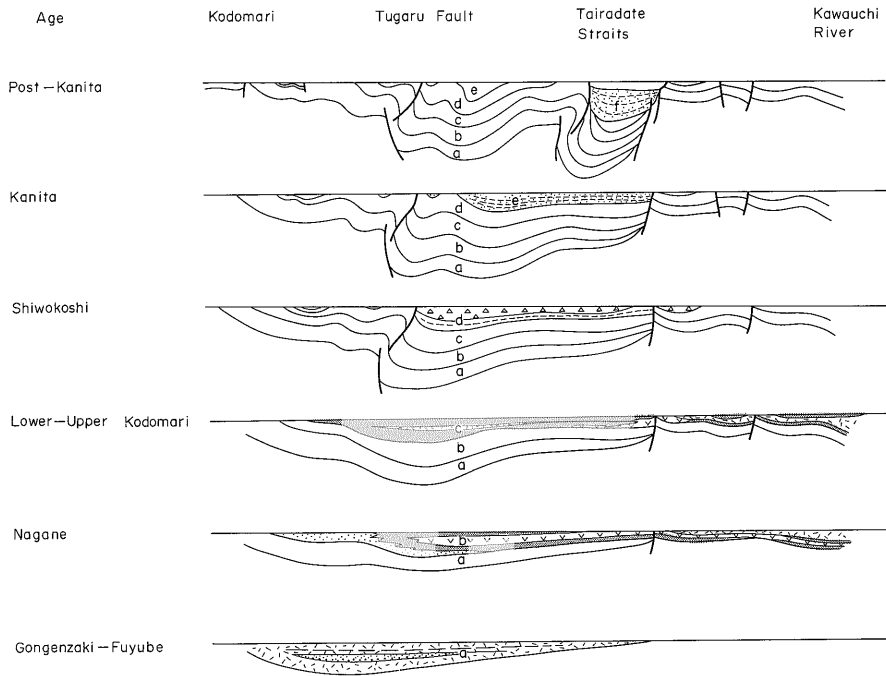 Age Kodomari Tugaru Fault Tairadate Kawauchi
Straits River
Post-Kanita
e
f
d
c
b
a
Kanita
e
d
c
b
a
Shiwokoshi
d
c
b
a
Lower-Upper Kodomari
c
b
a
Nagane
b
a
Gongenzaki-Fuyube
a